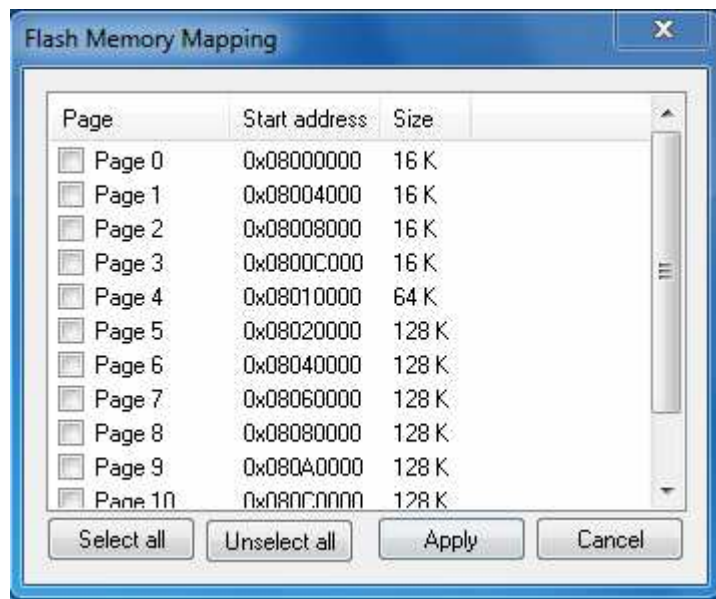 Flash Memory Mapping
Page Start address Size
Page 0 0x08000000 16 K
Page 1 0x08004000 16 K
Page 2 0x08008000 16 K
Page 3 0x0800C000 16 K
Page 4 0x08010000 64 K
Page 5 0x08020000 128 K
Page 6 0x08040000 128 K
Page 7 0x08060000 128 K
Page 8 0x08080000 128 K
Page 9 0x080A0000 128 K
Page 10 0x080C0000 128 K
Select all Unselect all Apply Cancel